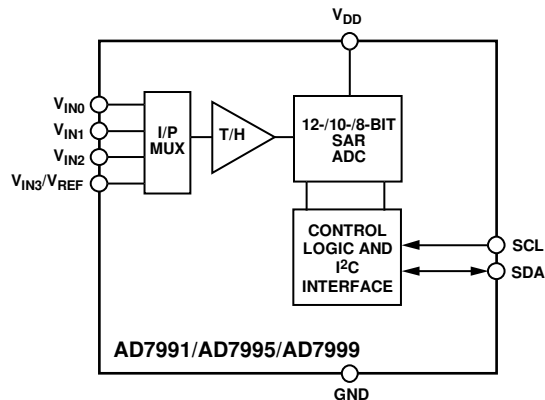 VDD
VIN0
VIN1
VIN2
VIN3/VREF
I/P
MUX
T/H
12-/10-/8-BIT
SAR
ADC
CONTROL
LOGIC AND
I²C
INTERFACE
SCL
SDA
AD7991/AD7995/AD7999
GND